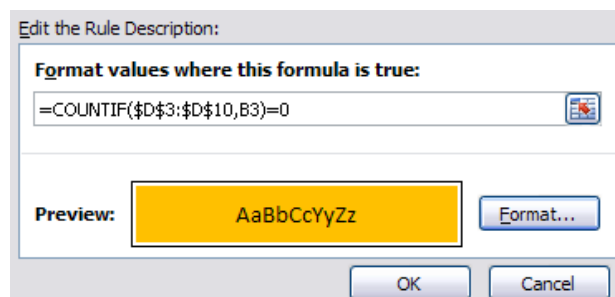 Edit the Rule Description:
Format values where this formula is true:
=COUNTIF($D$3:$D$10,B3)=0
Preview: AaBbCcYyZz Format...
OK Cancel